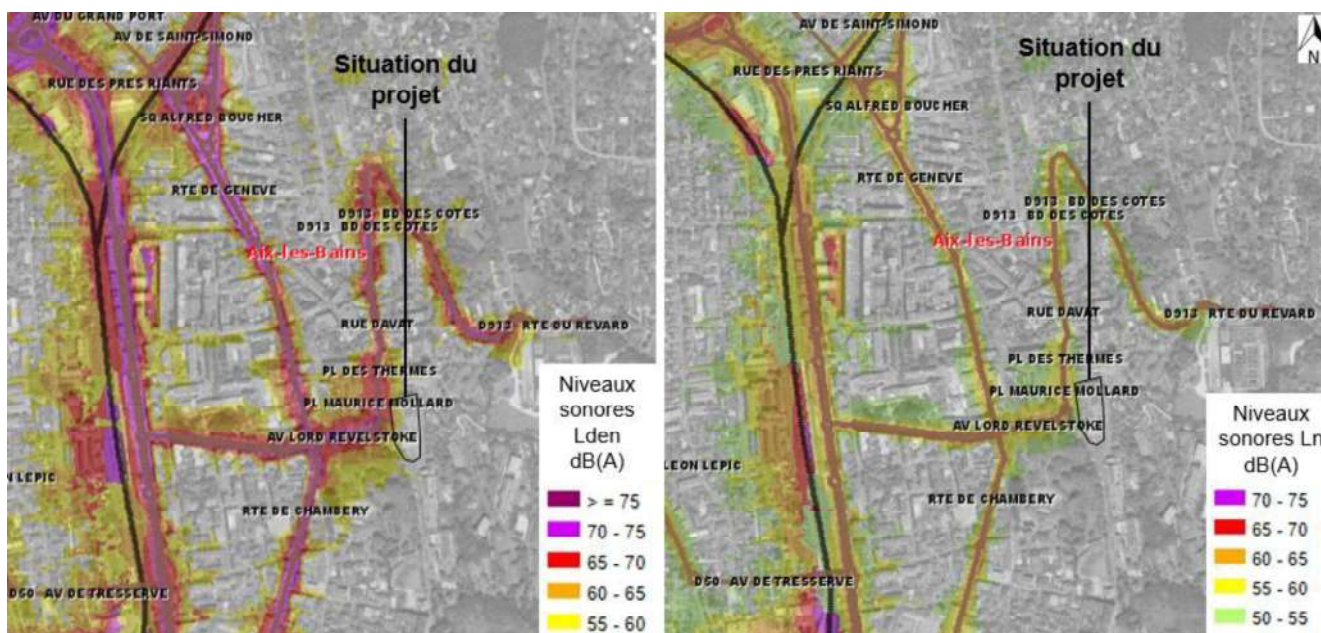 AV DU GRAND PORT
AV DE SAINT-SIMOND
Situation du
projet
RUE DES PRES RIANTS
SQ ALFRED BOUCHER
RTE DE GENEVE
D913 BD DES COTES
D913 BD DES COTES
Aix-les-Bains
RUE DAVAT
D913 RTE DU REVARD
PL DES THERMES
PL MAURICE MOLLARD
AV LORD REVELSTOKE
ON LEPIC
RTE DE CHAMBERY
D50 AV DE TRESSERVE
Niveaux
sonores
Lden
dB(A)
> = 75
70 - 75
65 - 70
60 - 65
55 - 60
AV DE SAINT-SIMOND
N
Situation du
projet
RUE DES PRES RIANTS
SQ ALFRED BOUCHER
RTE DE GENEVE
D913 BD DES COTES
D913 BD DES COTES
Aix-les-Bains
RUE DAVAT
D913 RTE DU REVARD
PL DES THERMES
PL MAURICE MOLLARD
AV LORD REVELSTOKE
LEON LEPIC
RTE DE CHAMBERY
D50 AV DE TRESSERVE
Niveaux
sonores Ln
dB(A)
70 - 75
65 - 70
60 - 65
55 - 60
50 - 55